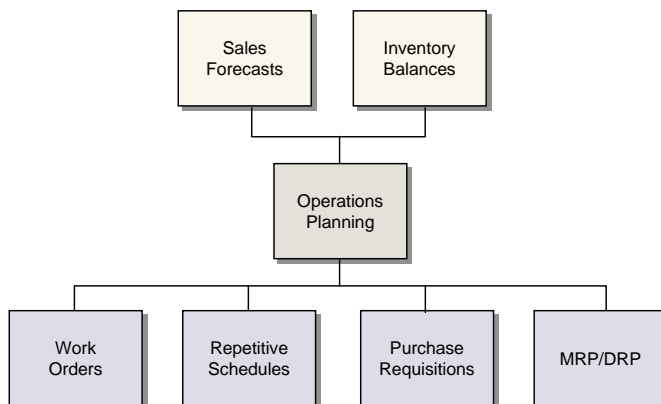 Sales
Forecasts
Inventory
Balances
Operations
Planning
Work
Orders
Repetitive
Schedules
Purchase
Requisitions
MRP/DRP